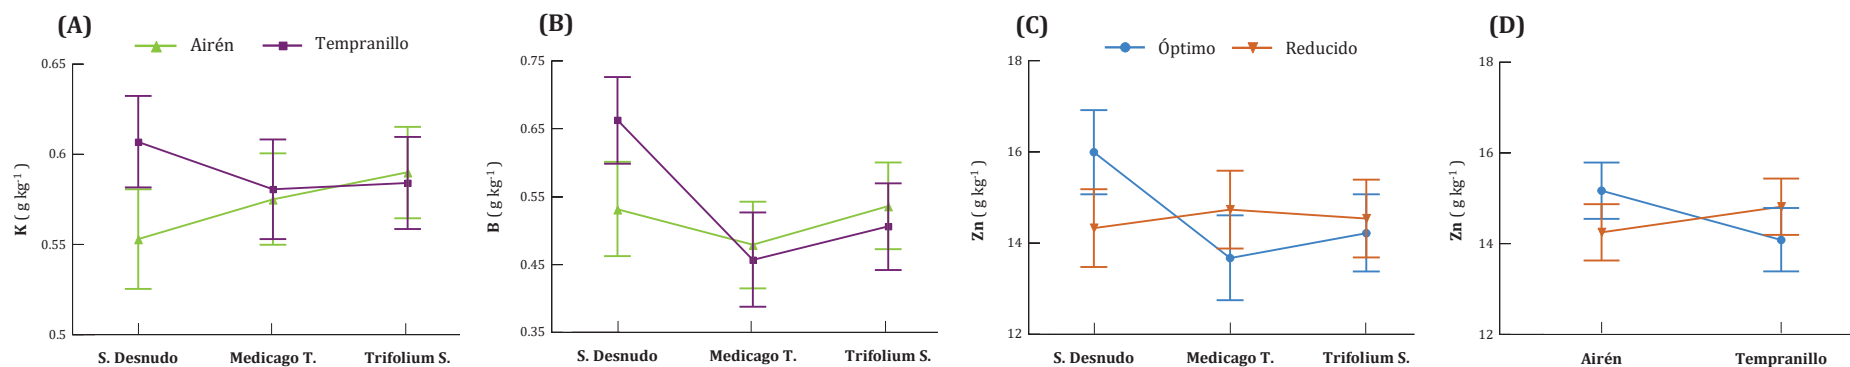 (A)
Airén
Tempranillo
0.65
0.6
0.55
0.5
K ( g kg⁻¹ )
S. Desnudo
Medicago T.
Trifolium S.
(B)
0.75
0.65
0.55
0.45
0.35
B ( g kg⁻¹ )
S. Desnudo
Medicago T.
Trifolium S.
(C)
Óptimo
Reducido
18
16
14
12
Zn ( g kg⁻¹ )
S. Desnudo
Medicago T.
Trifolium S.
(D)
18
16
14
12
Zn ( g kg⁻¹ )
Airén
Tempranillo